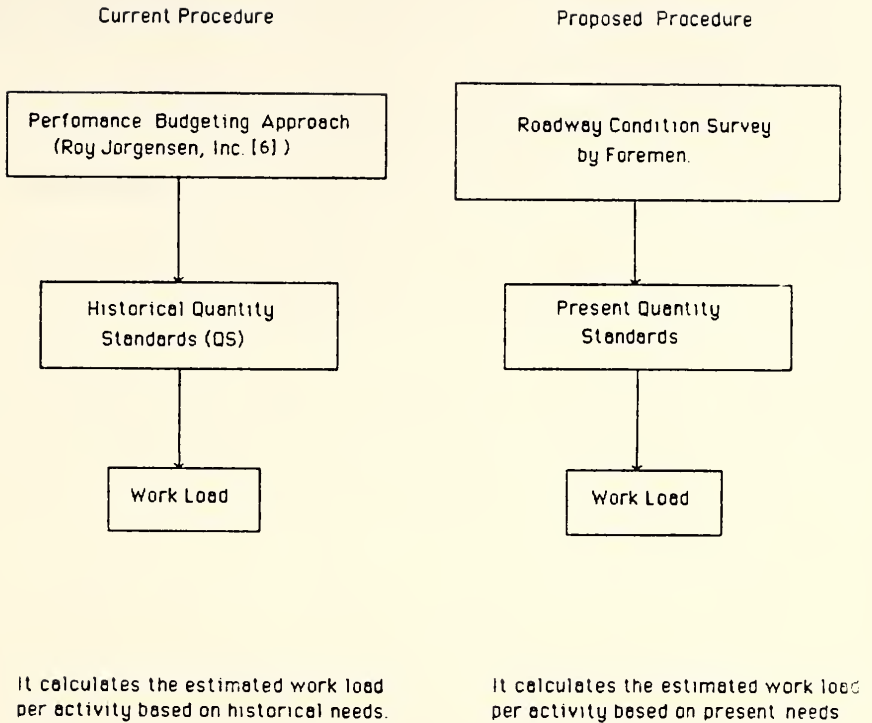 Current Procedure
Perfomance Budgeting Approach
(Roy Jorgensen, Inc. [6] )
Historical Quantity
Standards (QS)
Work Load
It calculates the estimated work load
per activity based on historical needs.
Proposed Procedure
Roadway Condition Survey
by Foremen.
Present Quantity
Standards
Work Load
It calculates the estimated work load
per activity based on present needs